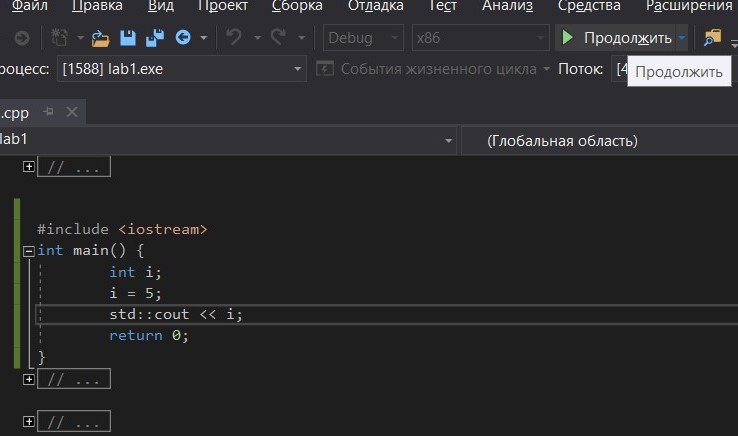 Файл Правка Вид Проект Сборка Отладка Тест Анализ Средства Расширения
Debug x86 Продолжить
роцесс: [1588] lab1.exe События жизненного цикла Поток: [4
Продолжить
.cpp
lab1 (Глобальная область)
// ...
#include <iostream>
int main() {
int i;
i = 5;
std::cout << i;
return 0;
}
// ...
// ...